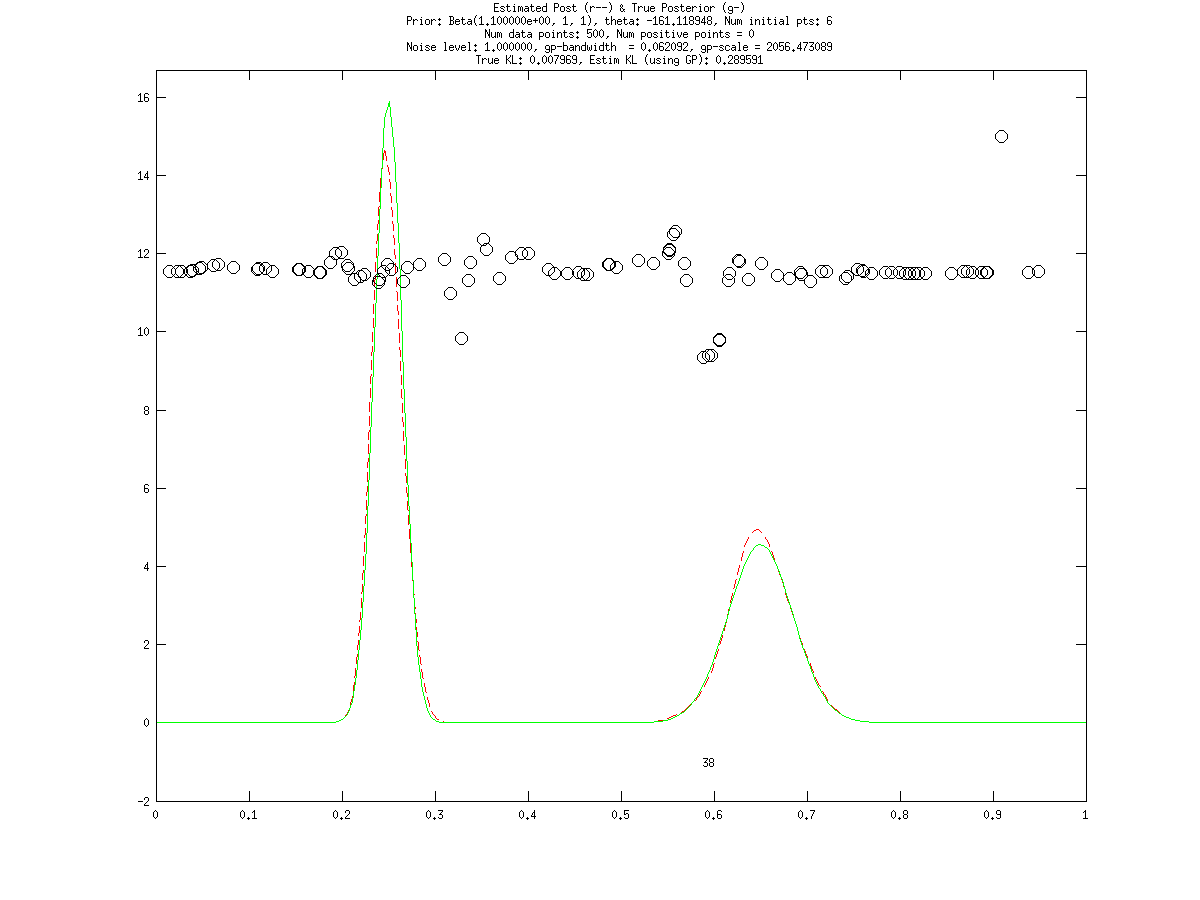 Estimated Post (r--) & True Posterior (g-)
Prior: Beta(1.100000e+00, 1, 1), theta: -161.118948, Num initial pts: 6
Num data points: 500, Num positive points = 0
Noise level: 1.000000, gp-bandwidth  = 0.062092, gp-scale = 2056.473089
True KL: 0.007969, Estim KL (using GP): 0.289591
16
14
12
10
8
6
4
2
0
38
-2
0 0.1 0.2 0.3 0.4 0.5 0.6 0.7 0.8 0.9 1